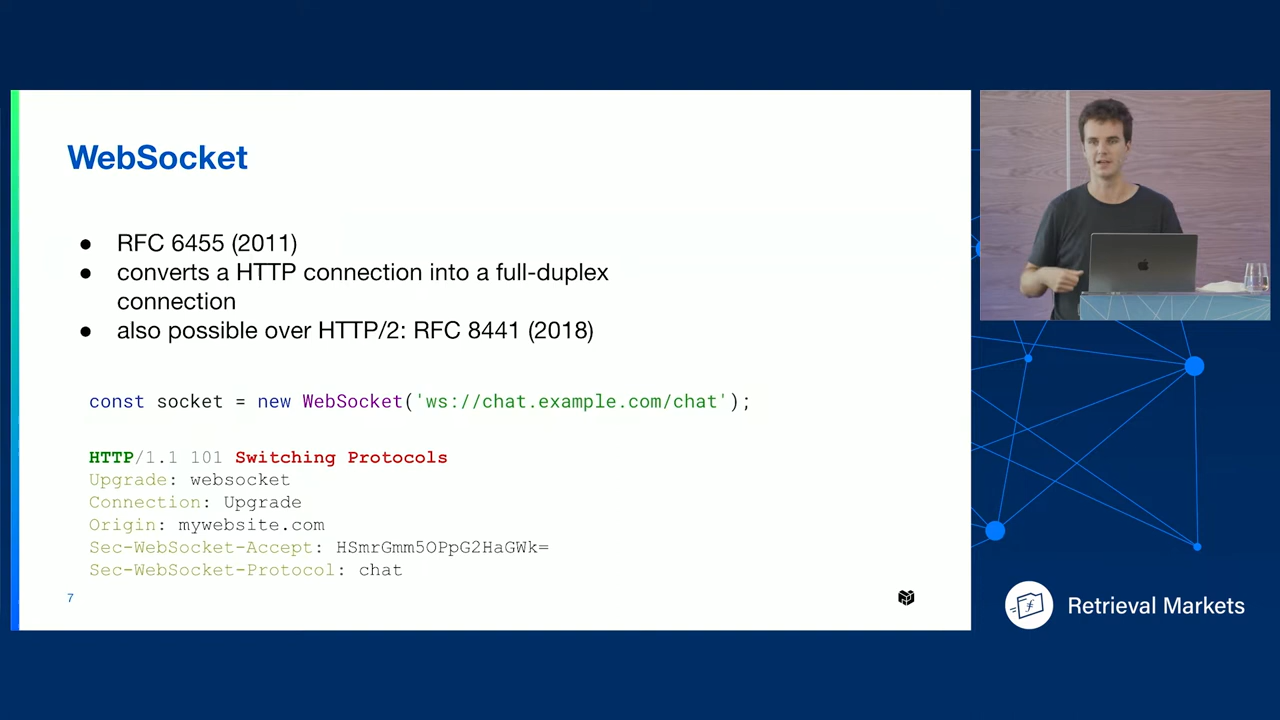 WebSocket
● RFC 6455 (2011)
● converts a HTTP connection into a full-duplex
connection
● also possible over HTTP/2: RFC 8441 (2018)
const socket = new WebSocket('ws://chat.example.com/chat');
HTTP/1.1 101 Switching Protocols
Upgrade: websocket
Connection: Upgrade
Origin: mywebsite.com
Sec-WebSocket-Accept: HSmrGmm5OPpG2HaGWk=
Sec-WebSocket-Protocol: chat
7
Retrieval Markets